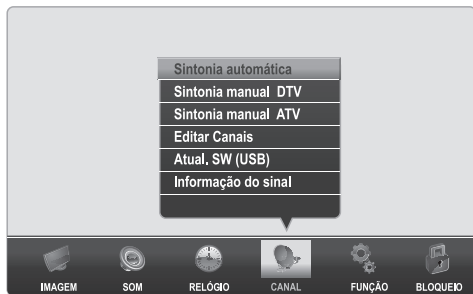 Sintonia automática
Sintonia manual DTV
Sintonia manual ATV
Editar Canais
Atual. SW (USB)
Informação do sinal
IMAGEM SOM RELÓGIO CANAL FUNÇÃO BLOQUEIO